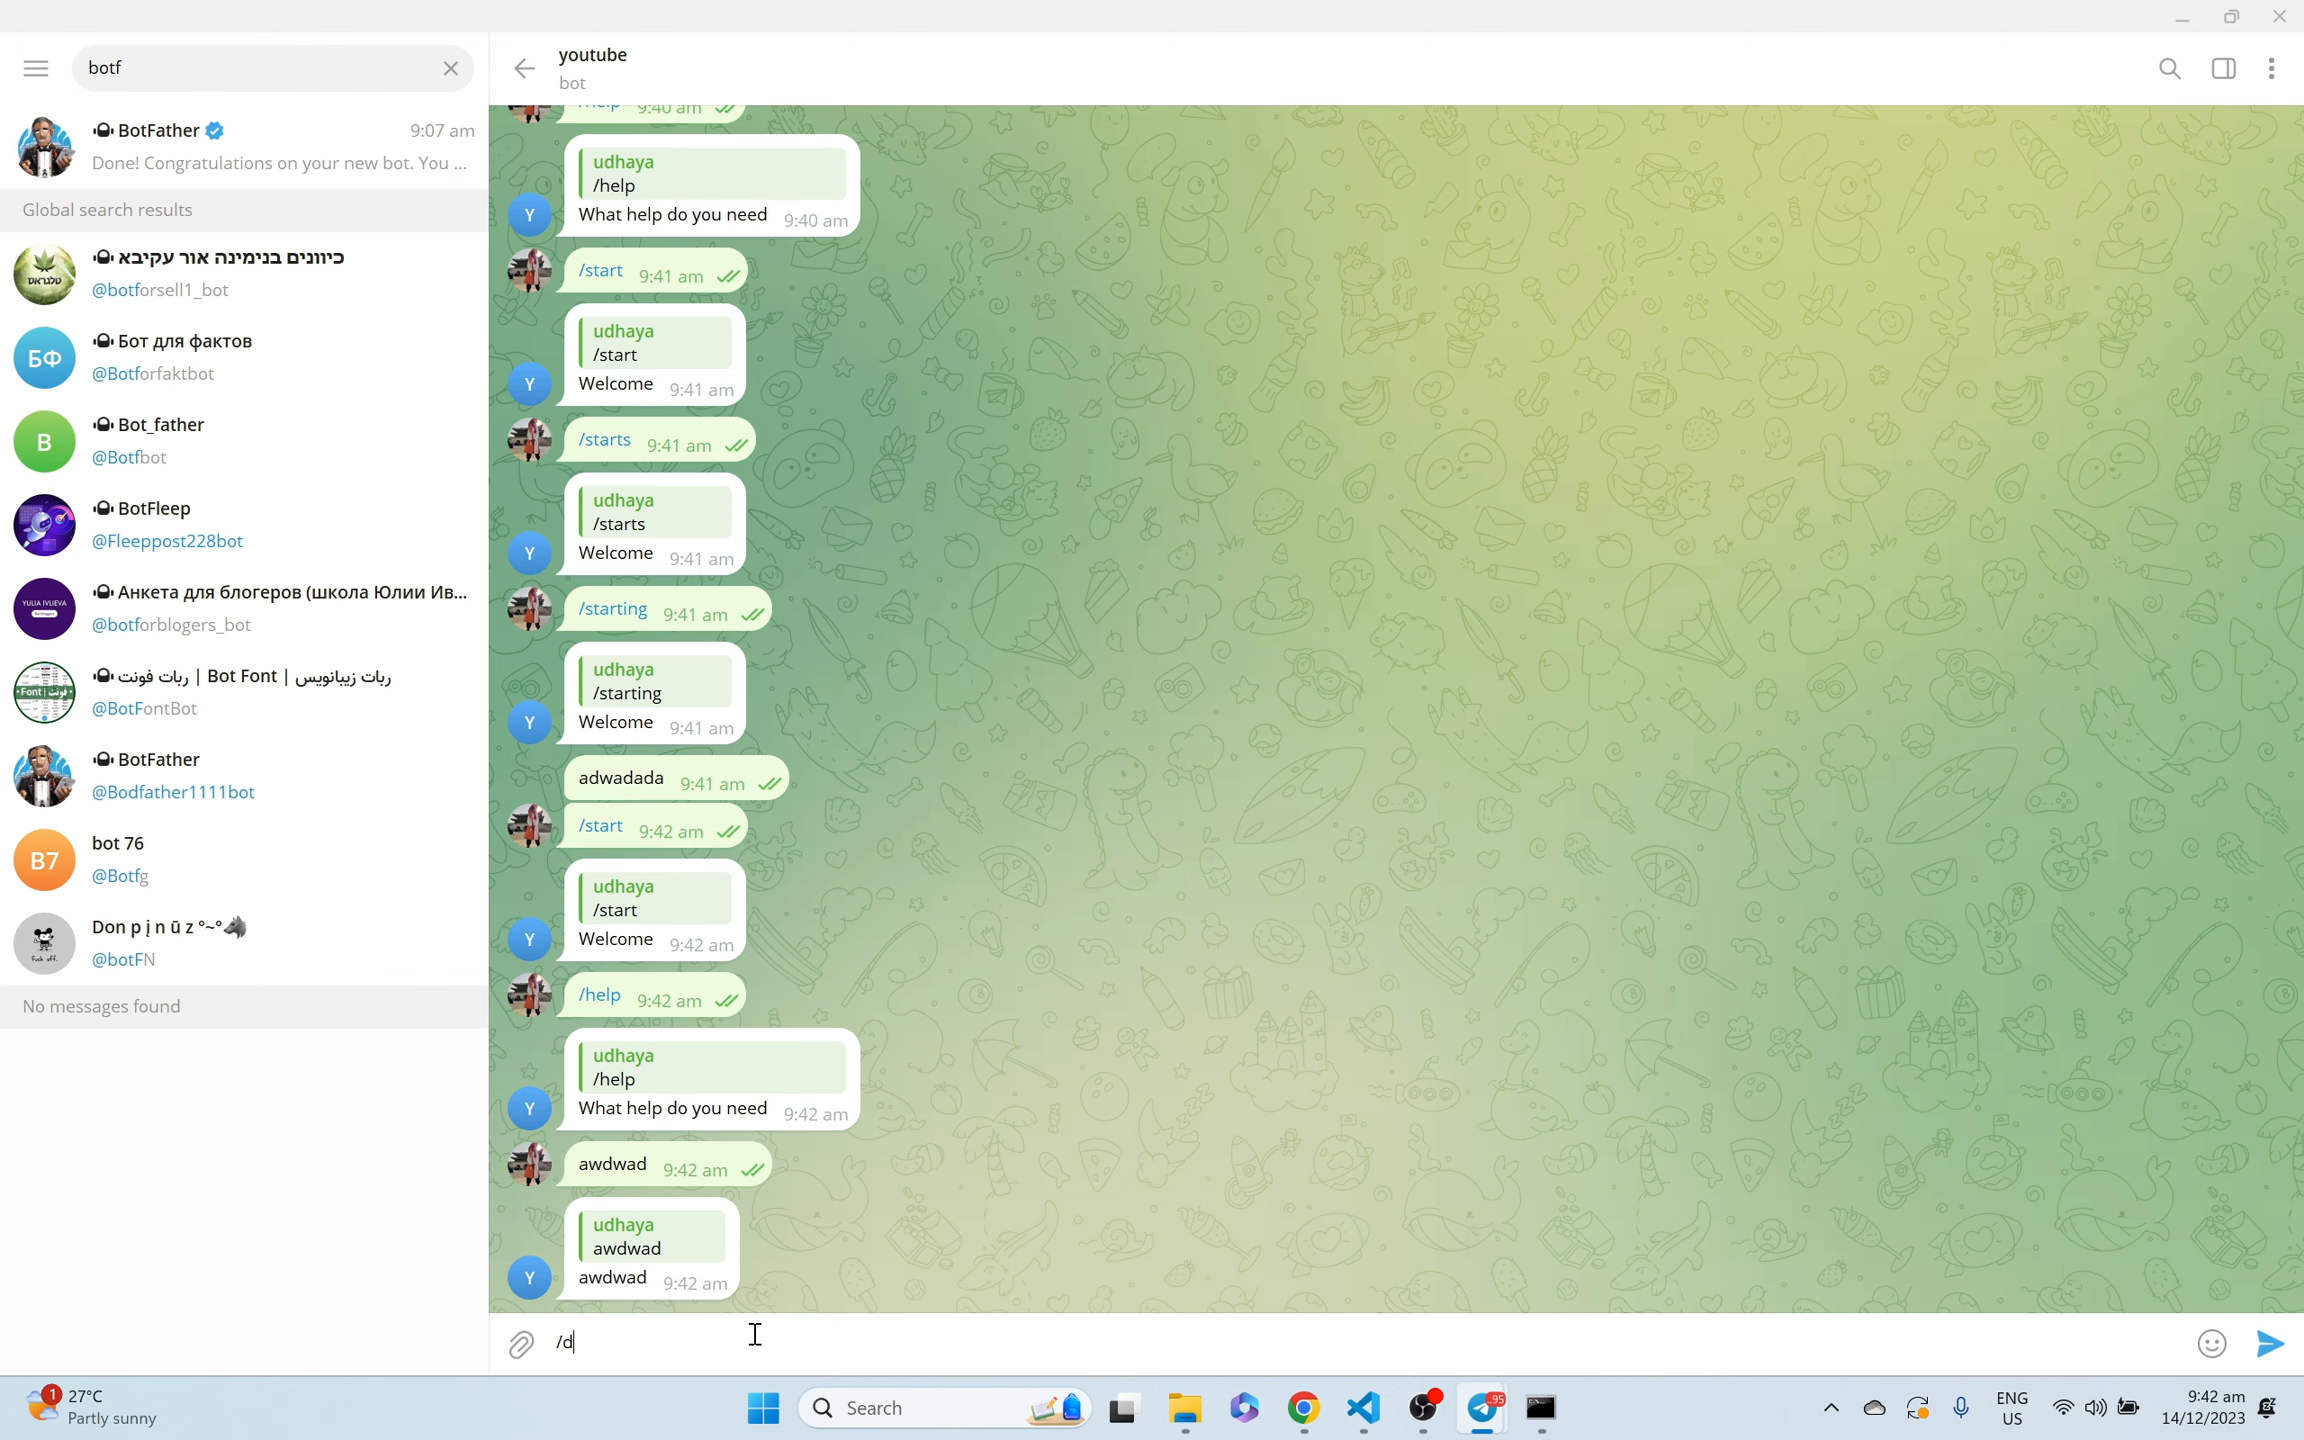 botf
BotFather 9:07 am
Done! Congratulations on your new bot. You ...
Global search results
כיוונים בנימינה אור עקיבא
@botforsell1_bot
БФ
Бот для фактов
@Botforfaktbot
B
Bot_father
@Botfbot
BotFleep
@Fleeppost228bot
YULIA IVLIEVA
Анкета для блогеров (школа Юлии Ив...
@botforblogers_bot
ربات زیبانویس | Bot Font | ربات فونت
@BotFontBot
BotFather
@Bodfather1111bot
B7
bot 76
@Botfg
Don p į n ū z °~°
@botFN
No messages found
youtube
bot
9:40 am
udhaya
/help
Y
What help do you need 9:40 am
/start 9:41 am
udhaya
/start
Y
Welcome 9:41 am
/starts 9:41 am
udhaya
/starts
Y
Welcome 9:41 am
/starting 9:41 am
udhaya
/starting
Y
Welcome 9:41 am
adwadada 9:41 am
/start 9:42 am
udhaya
/start
Y
Welcome 9:42 am
/help 9:42 am
udhaya
/help
Y
What help do you need 9:42 am
awdwad 9:42 am
udhaya
awdwad
Y
awdwad 9:42 am
/d
1
27°C
Partly sunny
Search
..95
ENG
US
9:42 am
14/12/2023